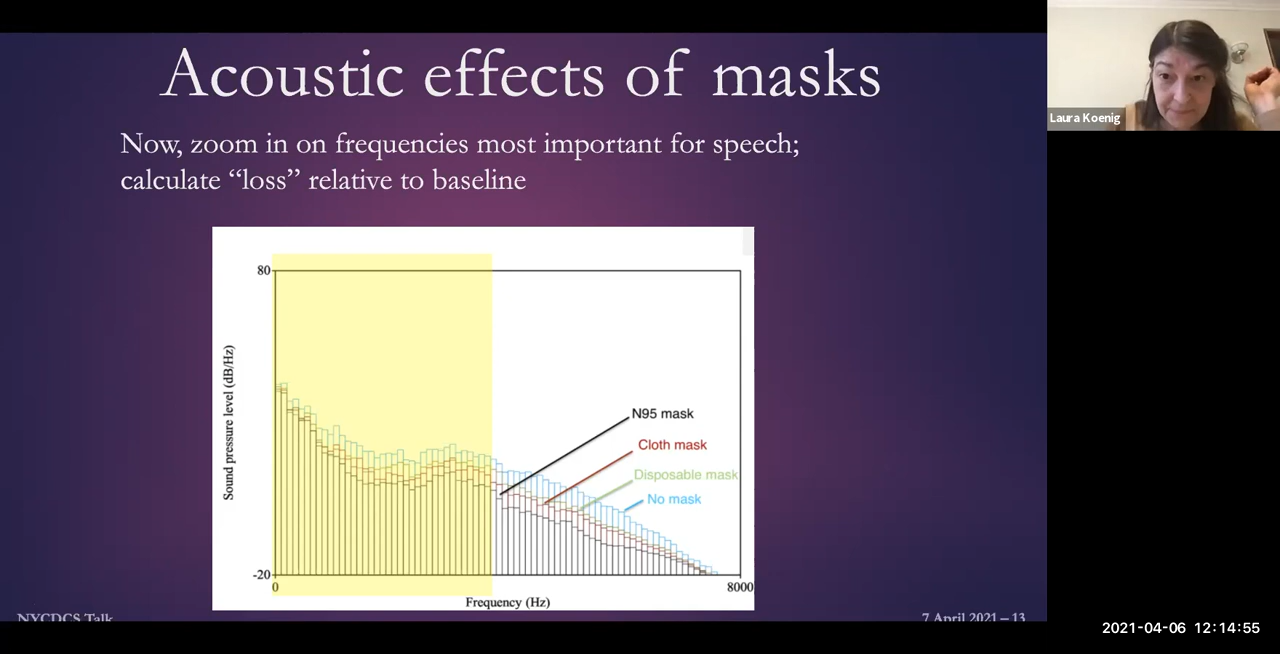 Acoustic effects of masks
Now, zoom in on frequencies most important for speech;
calculate “loss” relative to baseline
Laura Koenig
80
Sound pressure level (dB/Hz)
N95 mask
Cloth mask
Disposable mask
No mask
-20
0
8000
Frequency (Hz)
NYCDCS Talk
7 April 2021 – 13
2021-04-06 12:14:55